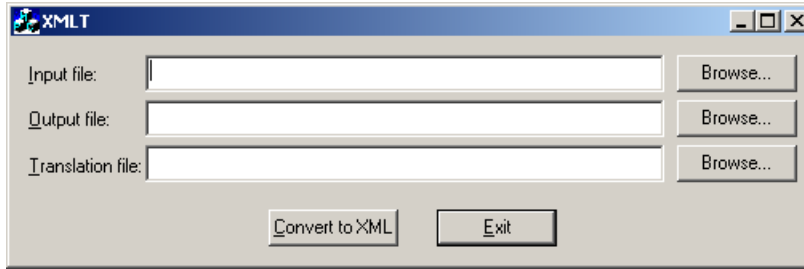 XMLT
Input file: Browse...
Output file: Browse...
Translation file: Browse...
Convert to XML Exit